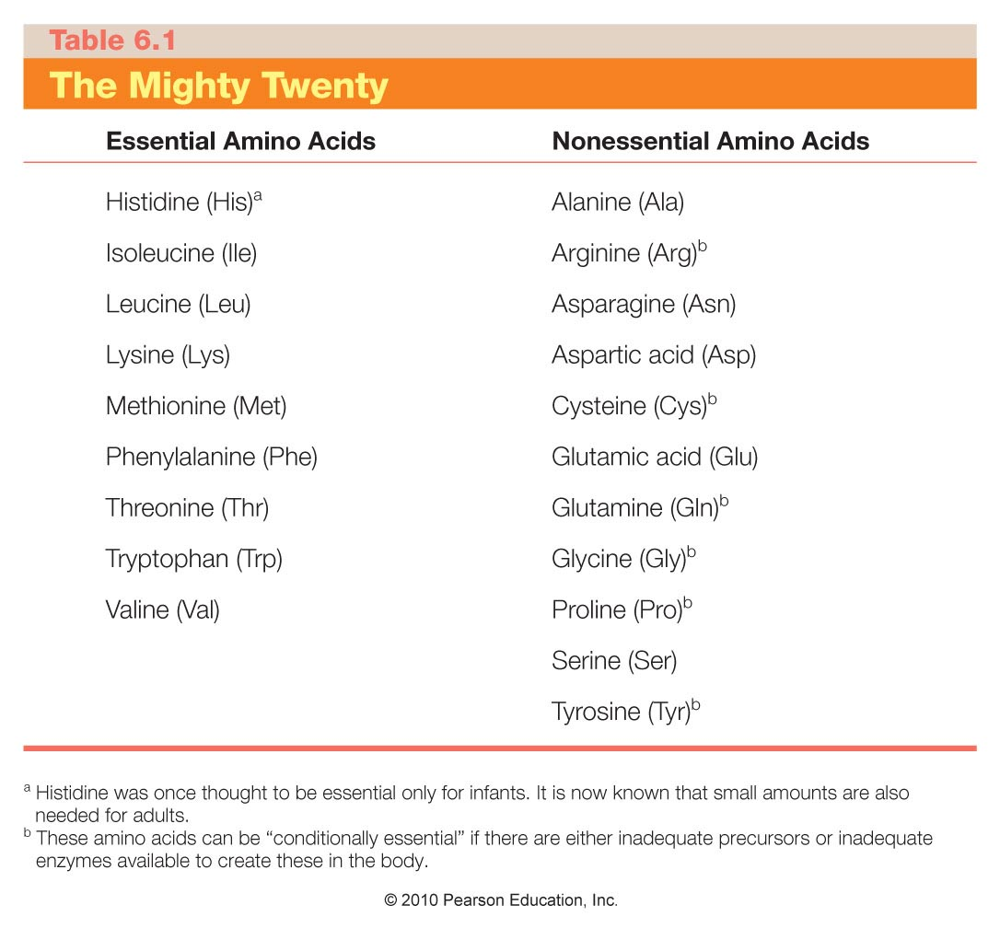 Table 6.1
The Mighty Twenty
Essential Amino Acids Nonessential Amino Acids
Histidine (His)a Alanine (Ala)
Isoleucine (Ile) Arginine (Arg)b
Leucine (Leu) Asparagine (Asn)
Lysine (Lys) Aspartic acid (Asp)
Methionine (Met) Cysteine (Cys)b
Phenylalanine (Phe) Glutamic acid (Glu)
Threonine (Thr) Glutamine (Gln)b
Tryptophan (Trp) Glycine (Gly)b
Valine (Val) Proline (Pro)b
Serine (Ser)
Tyrosine (Tyr)b
a Histidine was once thought to be essential only for infants. It is now known that small amounts are also
needed for adults.
b These amino acids can be “conditionally essential” if there are either inadequate precursors or inadequate
enzymes available to create these in the body.
© 2010 Pearson Education, Inc.